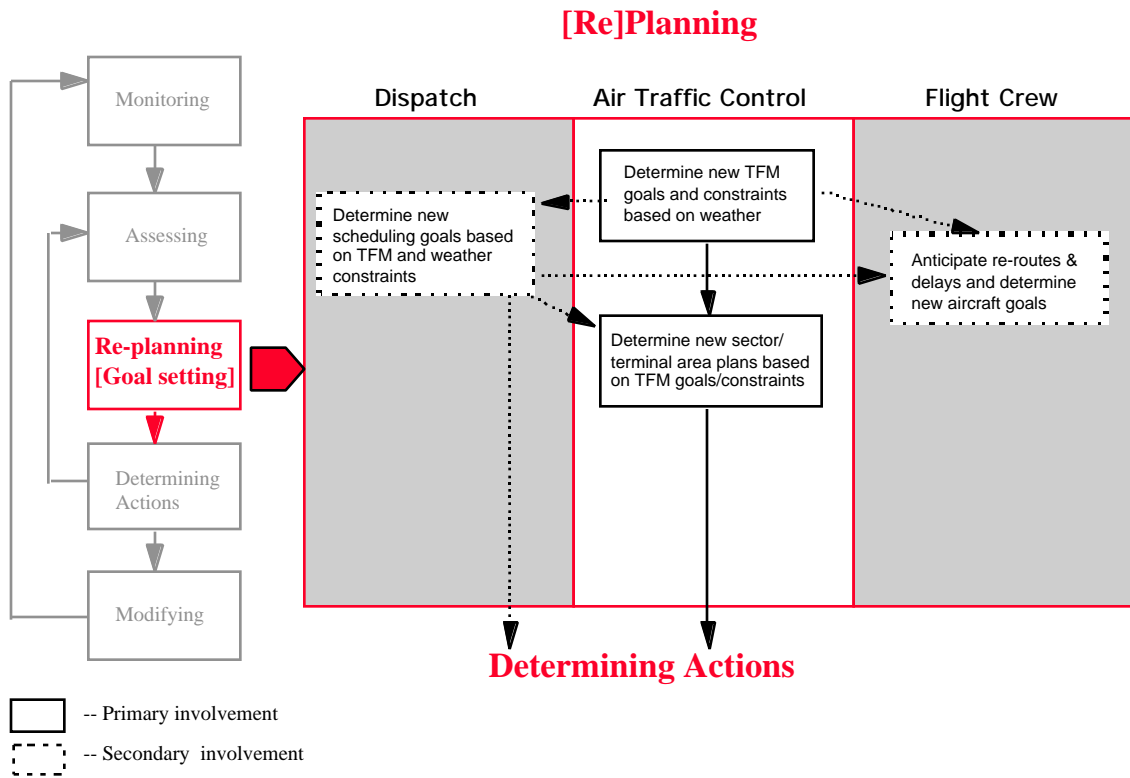 [Re]Planning
Monitoring
Assessing
Re-planning
[Goal setting]
Determining
Actions
Modifying
Dispatch
Air Traffic Control
Flight Crew
Determine new
scheduling goals based
on TFM and weather
constraints
Determine new TFM
goals and constraints
based on weather
Determine new sector/
terminal area plans based
on TFM goals/constraints
Anticipate re-routes &
delays and determine
new aircraft goals
Determining Actions
-- Primary involvement
-- Secondary involvement